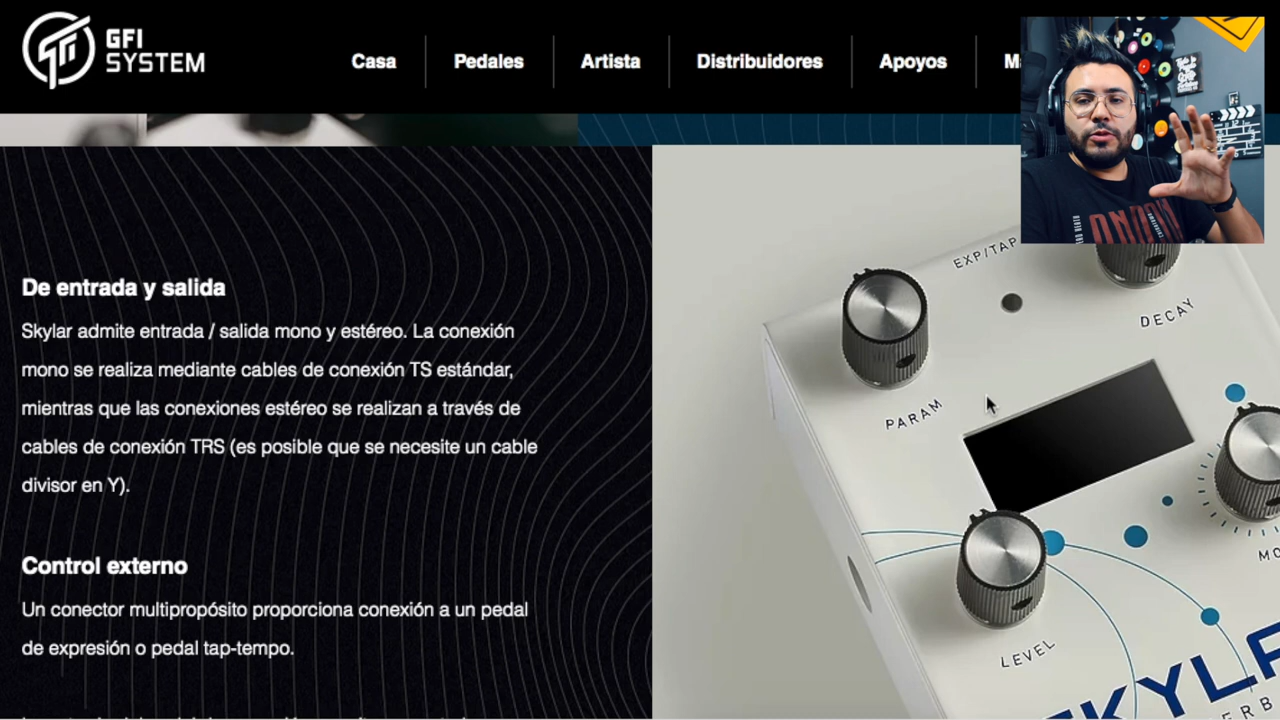 GFI
SYSTEM
Casa
Pedales
Artista
Distribuidores
Apoyos
De entrada y salida
Skylar admite entrada / salida mono y estéreo. La conexión
mono se realiza mediante cables de conexión TS estándar,
mientras que las conexiones estéreo se realizan a través de
cables de conexión TRS (es posible que se necesite un cable
divisor en Y).
Control externo
Un conector multipropósito proporciona conexión a un pedal
de expresión o pedal tap-tempo.
EXP/TAP
DECAY
PARAM
LEVEL
LONDON